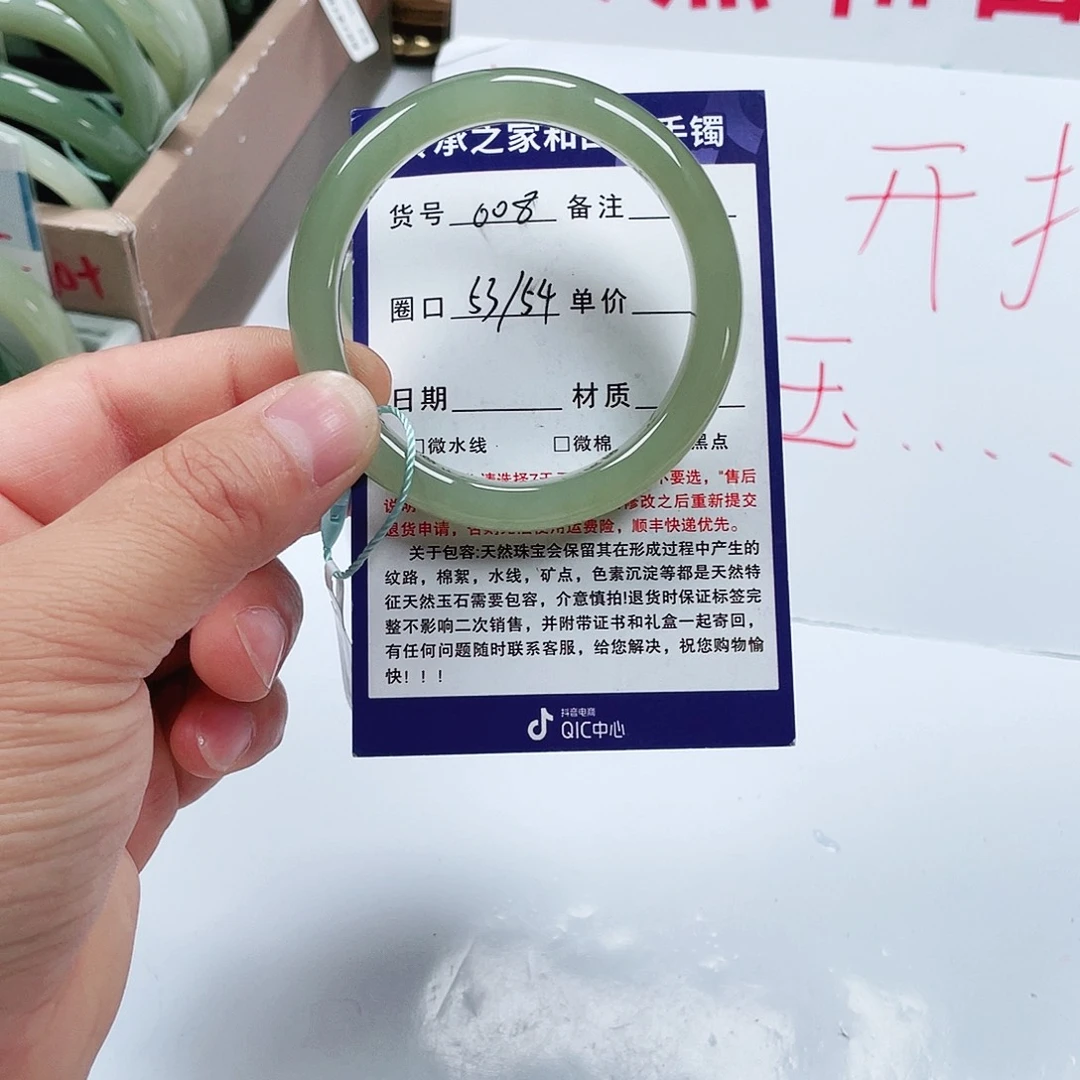 承之家和 手镯
货号 008 备注
圈口 53/54 单价
日期 材质
微水线 □微棉 黑点
请选择7天 不要选，"售后
修改之后重新提交
退货申请， 运费险，顺丰快递优先。
关于包容:天然珠宝会保留其在形成过程中产生的
纹路，棉絮，水线，矿点，色素沉淀等都是天然特
征天然玉石需要包容，介意慎拍!退货时保证标签完
整不影响二次销售，并附带证书和礼盒一起寄回，
有任何问题随时联系客服，给您解决，祝您购物愉
快！！！
抖音电商
QIC中心
开